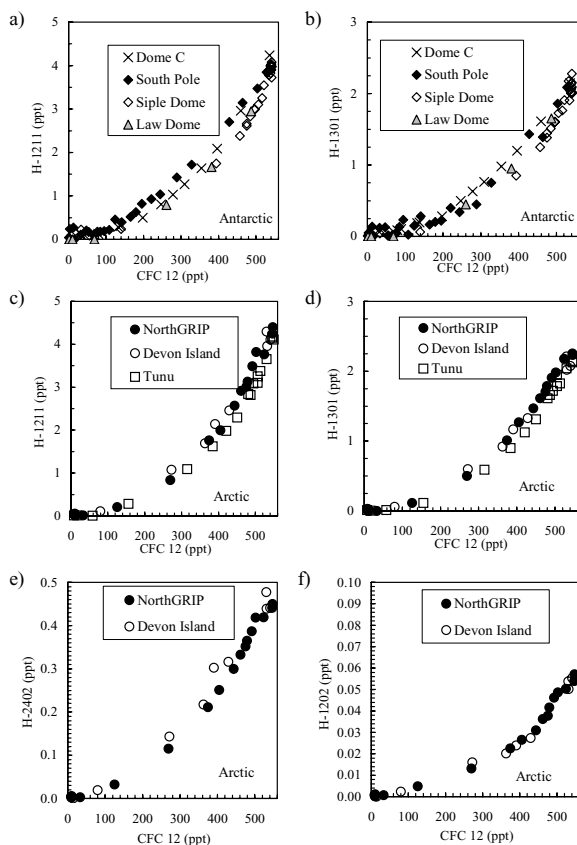 a)
5
4
3
2
1
0
H-1211 (ppt)
Dome C
South Pole
Siple Dome
Law Dome
Antarctic
0 100 200 300 400 500
CFC 12 (ppt)
b)
3
2
1
0
H-1301 (ppt)
Dome C
South Pole
Siple Dome
Law Dome
Antarctic
0 100 200 300 400 500
CFC 12 (ppt)
c)
5
4
3
2
1
0
H-1211 (ppt)
NorthGRIP
Devon Island
Tunu
Arctic
0 100 200 300 400 500
CFC 12 (ppt)
d)
3
2
1
0
H-1301 (ppt)
NorthGRIP
Devon Island
Tunu
Arctic
0 100 200 300 400 500
CFC 12 (ppt)
e)
0.5
0.4
0.3
0.2
0.1
0.0
H-2402 (ppt)
NorthGRIP
Devon Island
Arctic
0 100 200 300 400 500
CFC 12 (ppt)
f)
0.10
0.09
0.08
0.07
0.06
0.05
0.04
0.03
0.02
0.01
0.00
H-1202 (ppt)
NorthGRIP
Devon Island
Arctic
0 100 200 300 400 500
CFC 12 (ppt)